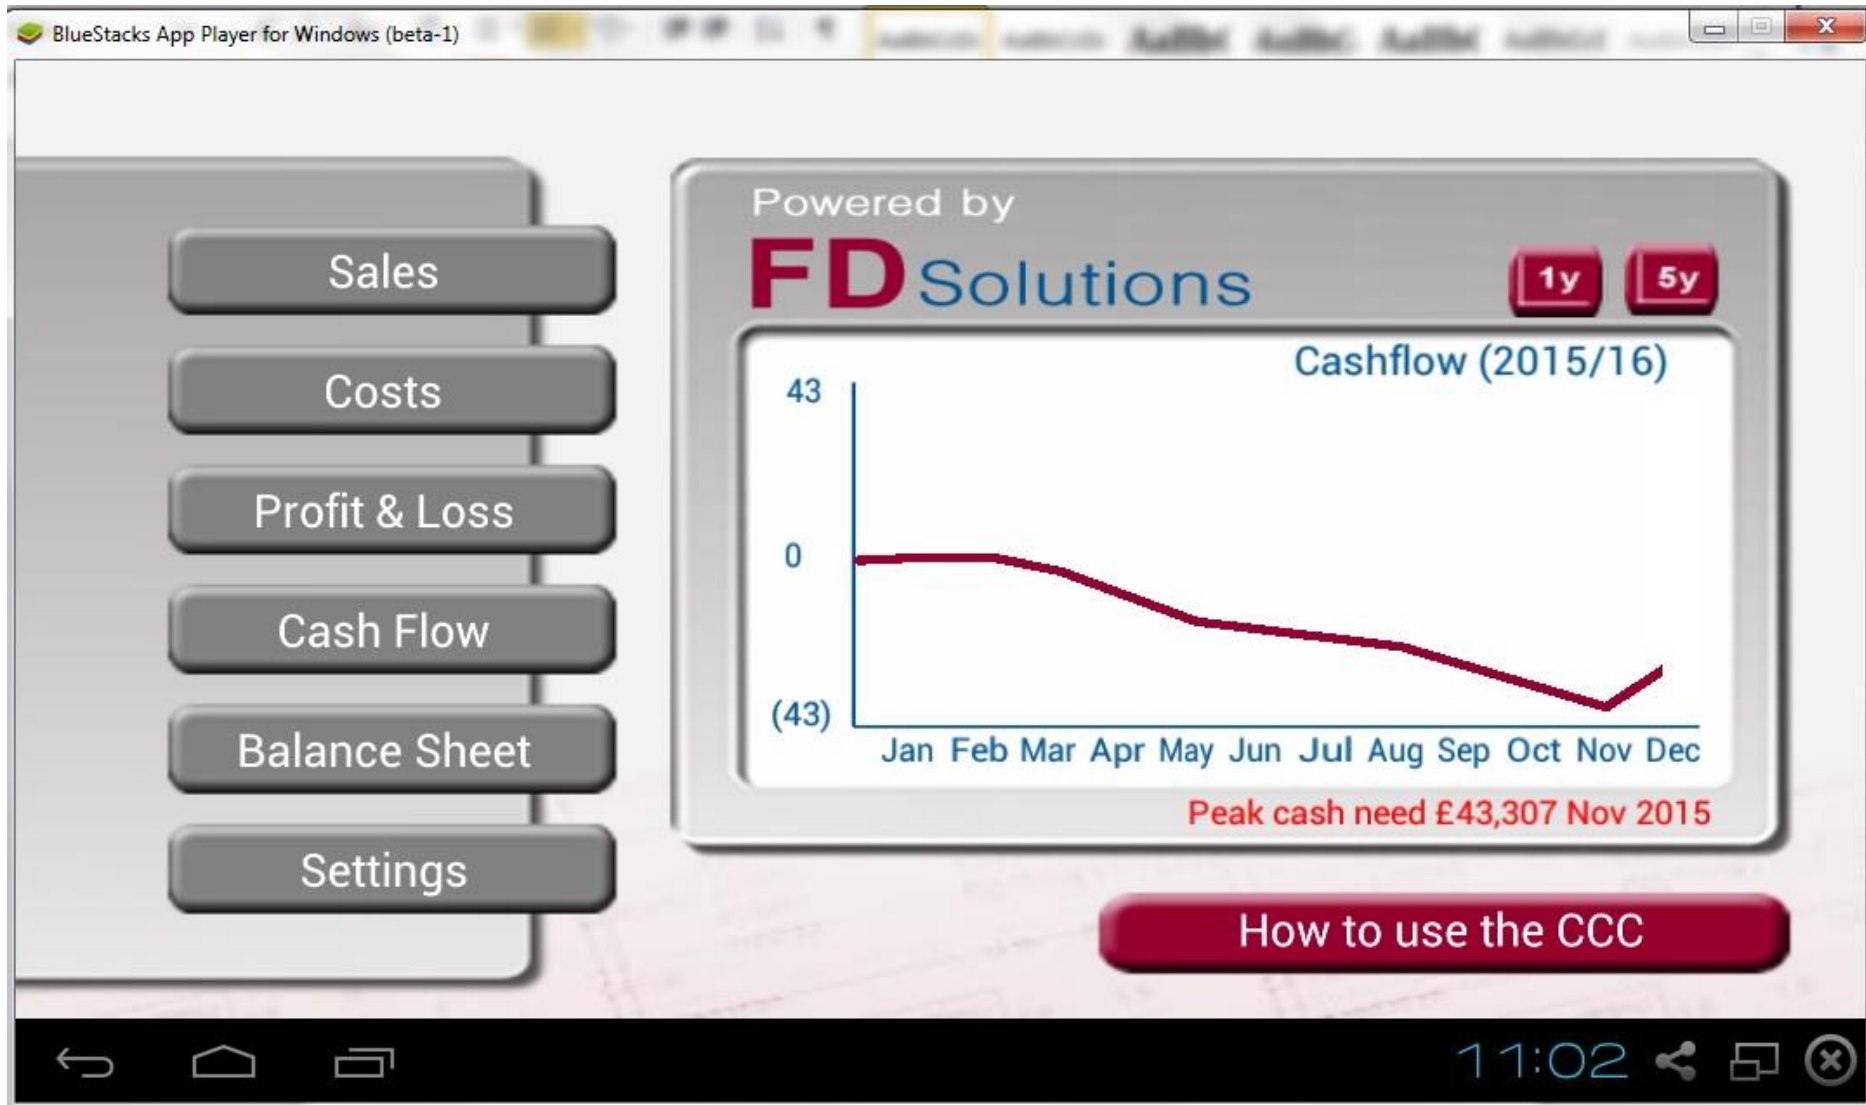 BlueStacks App Player for Windows (beta-1)
Sales
Costs
Profit & Loss
Cash Flow
Balance Sheet
Settings
Powered by
FD Solutions
1y 5y
Cashflow (2015/16)
43
0
(43)
Jan Feb Mar Apr May Jun Jul Aug Sep Oct Nov Dec
Peak cash need £43,307 Nov 2015
How to use the CCC
11:02